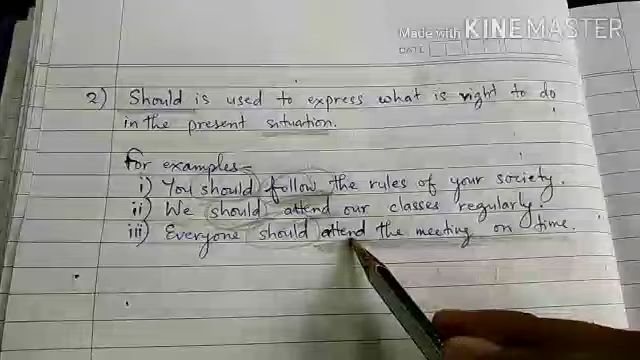 Made with KINEMASTER
DATE
2) Should is used to express what is right to do
in the present situation.
For examples-
i) You should follow the rules of your society.
ii) We should attend our classes regularly.
iii) Everyone should attend the meeting on time.